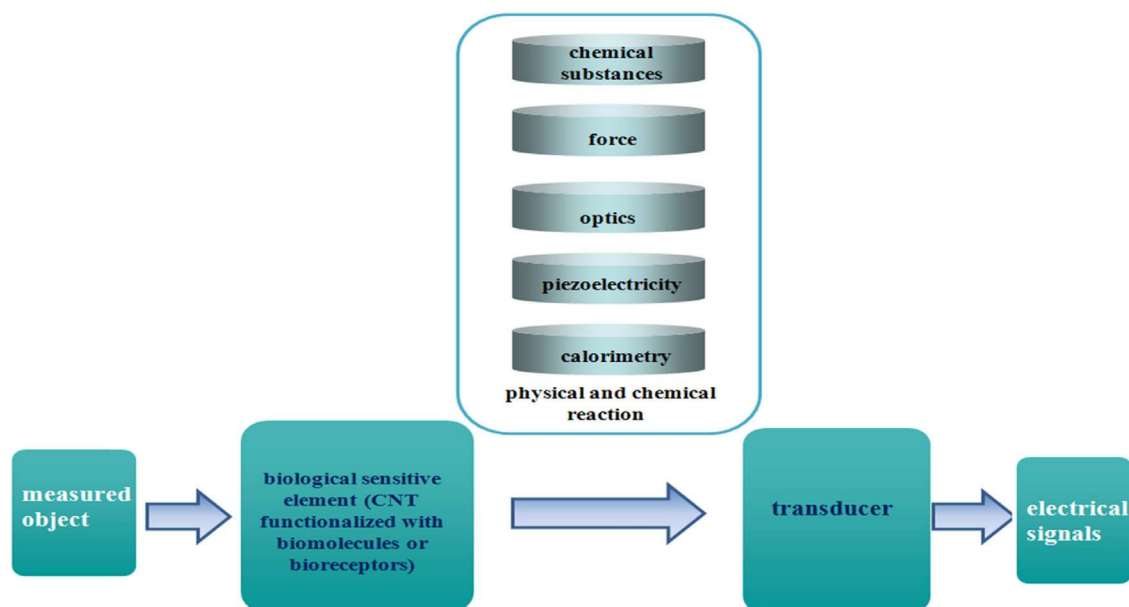 chemical
substances
force
optics
piezoelectricity
calorimetry
physical and chemical
reaction
measured
object
biological sensitive
element (CNT
functionalized with
biomolecules or
bioreceptors)
transducer
electrical
signals